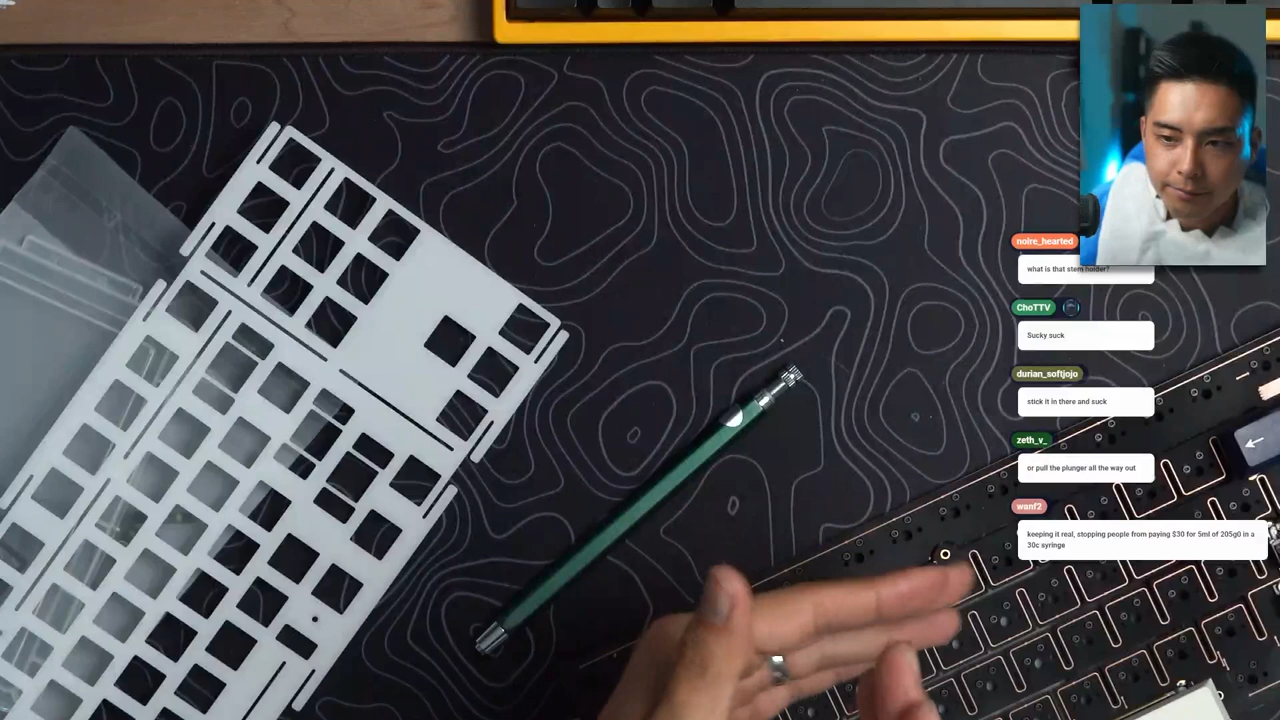 noire_hearted
what is that stem holder?
ChoTTV
Sucky suck
durian_softjojo
stick it in there and suck
zeth_v_
or pull the plunger all the way out
wanf2
keeping it real, stopping people from paying $30 for 5ml of 205g0 in a
30c syringe